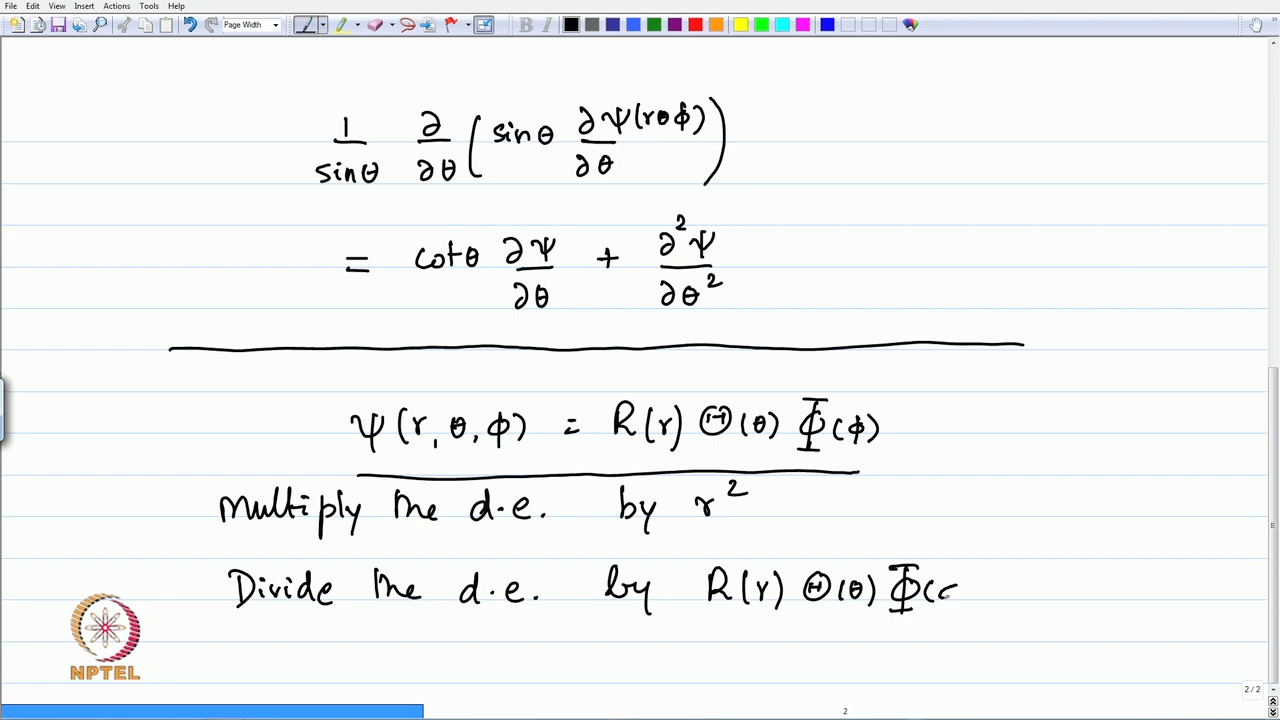 File Edit View Insert Actions Tools Help
Page Width
B I
1/sinθ ∂/∂θ (sinθ ∂Ψ(rθϕ)/∂θ)
= cotθ ∂Ψ/∂θ + ∂²Ψ/∂θ²
Ψ(r, θ, ϕ) = R(r) Θ(θ) Φ(ϕ)
Multiply the d.e. by r²
Divide the d.e. by R(r) Θ(θ) Φ(
NPTEL
2/2
2